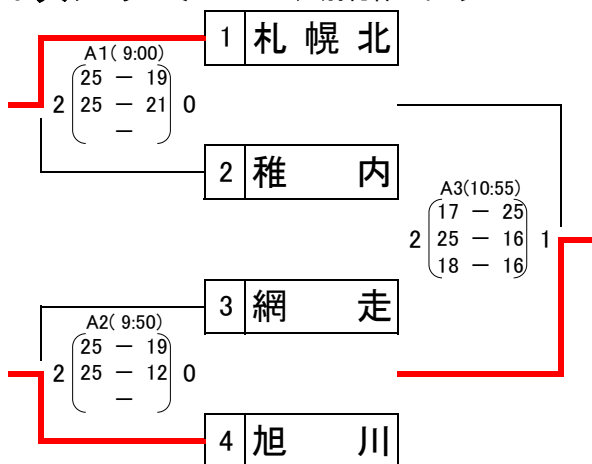 1 札幌北
A1( 9:00)
25 － 19
2 25 － 21 0
－
2 稚内
A3(10:55)
17 － 25
2 25 － 16 1
18 － 16
3 網走
A2( 9:50)
25 － 19
2 25 － 12 0
－
4 旭川